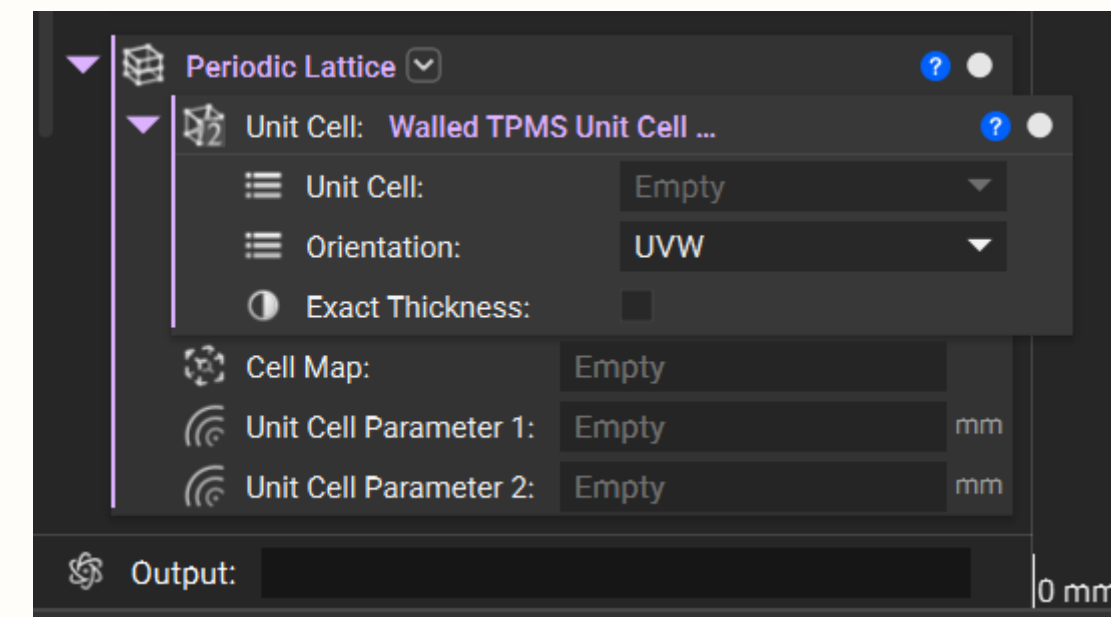 Periodic Lattice ?
2 Unit Cell: Walled TPMS Unit Cell ... ?
Unit Cell: Empty
Orientation: UVW
Exact Thickness:
Cell Map: Empty
Unit Cell Parameter 1: Empty mm
Unit Cell Parameter 2: Empty mm
Output:
0 mm